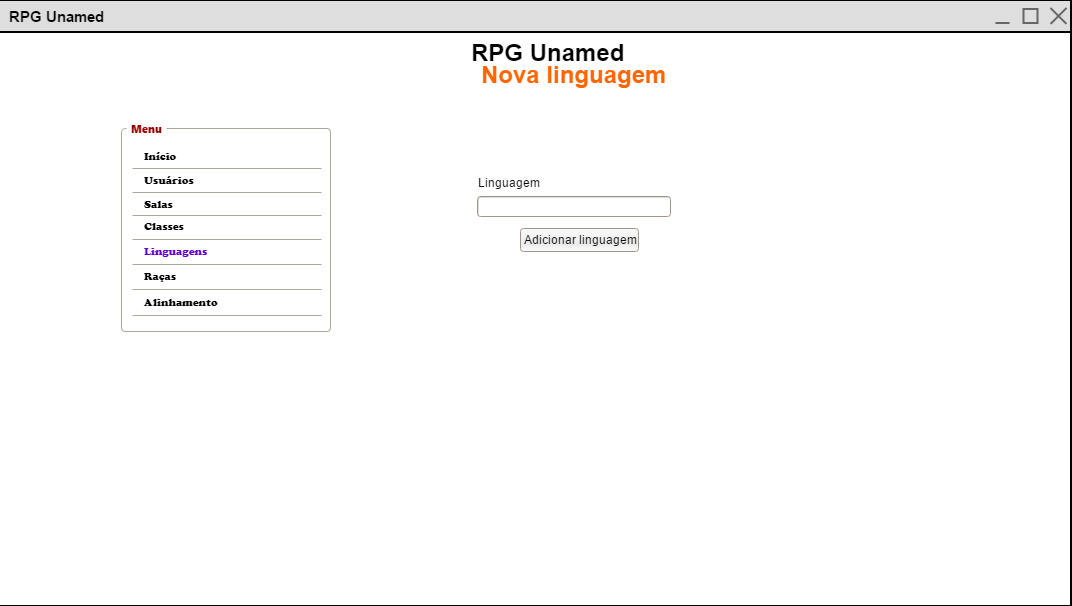 RPG Unamed
RPG Unamed
Nova linguagem
Menu
Início
Usuários
Salas
Classes
Linguagens
Raças
Alinhamento
Linguagem
Adicionar linguagem